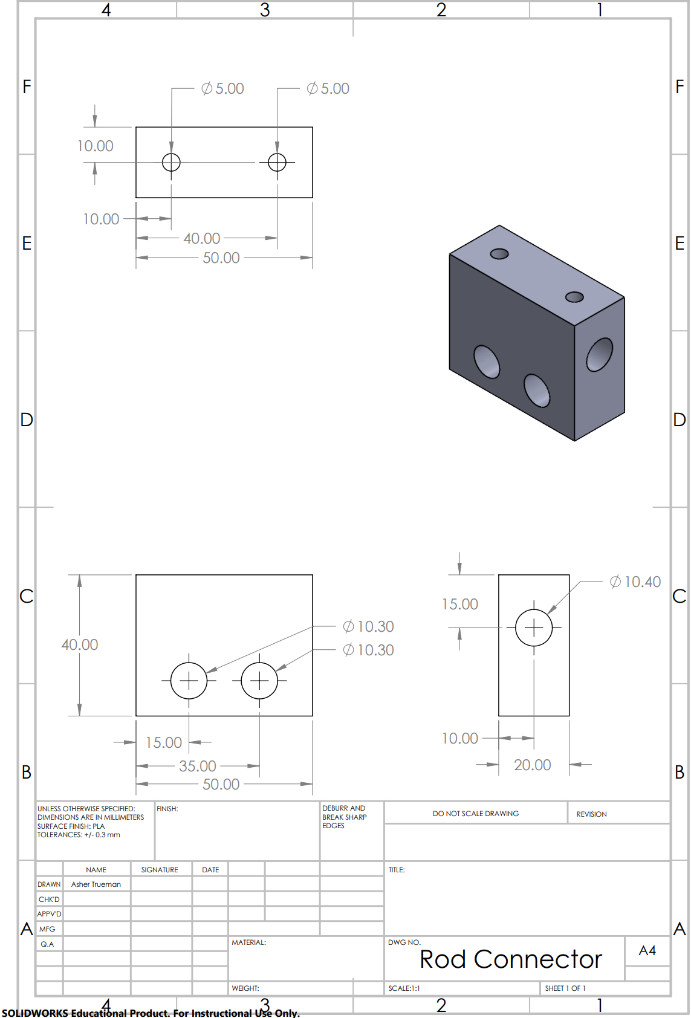 4 3 2 1
F F
∅5.00 ∅5.00
10.00
10.00
40.00
50.00
E E
D D
C C
∅10.30
∅10.30
40.00
15.00
35.00
50.00
∅10.40
15.00
10.00
20.00
B B
UNLESS OTHERWISE SPECIFIED:
DIMENSIONS ARE IN MILLIMETERS
SURFACE FINISH: PLA
TOLERANCES: +/- 0.3 mm
FINISH:
DEBURR AND
BREAK SHARP
EDGES
DO NOT SCALE DRAWING
REVISION
NAME SIGNATURE DATE
TITLE:
DRAWN Asher Trueman
CHK'D
APPV'D
MFG
Q.A
A A
MATERIAL:
DWG NO.
Rod Connector
A4
WEIGHT:
SCALE:1:1
SHEET 1 OF 1
4 3 2 1
SOLIDWORKS Educational Product. For Instructional Use Only.